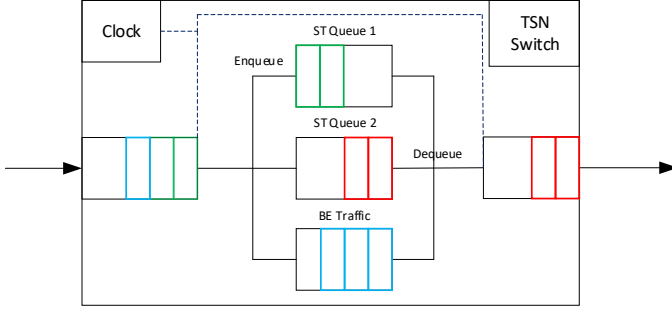 Clock
ST Queue 1
TSN
Switch
Enqueue
ST Queue 2
Dequeue
BE Traffic